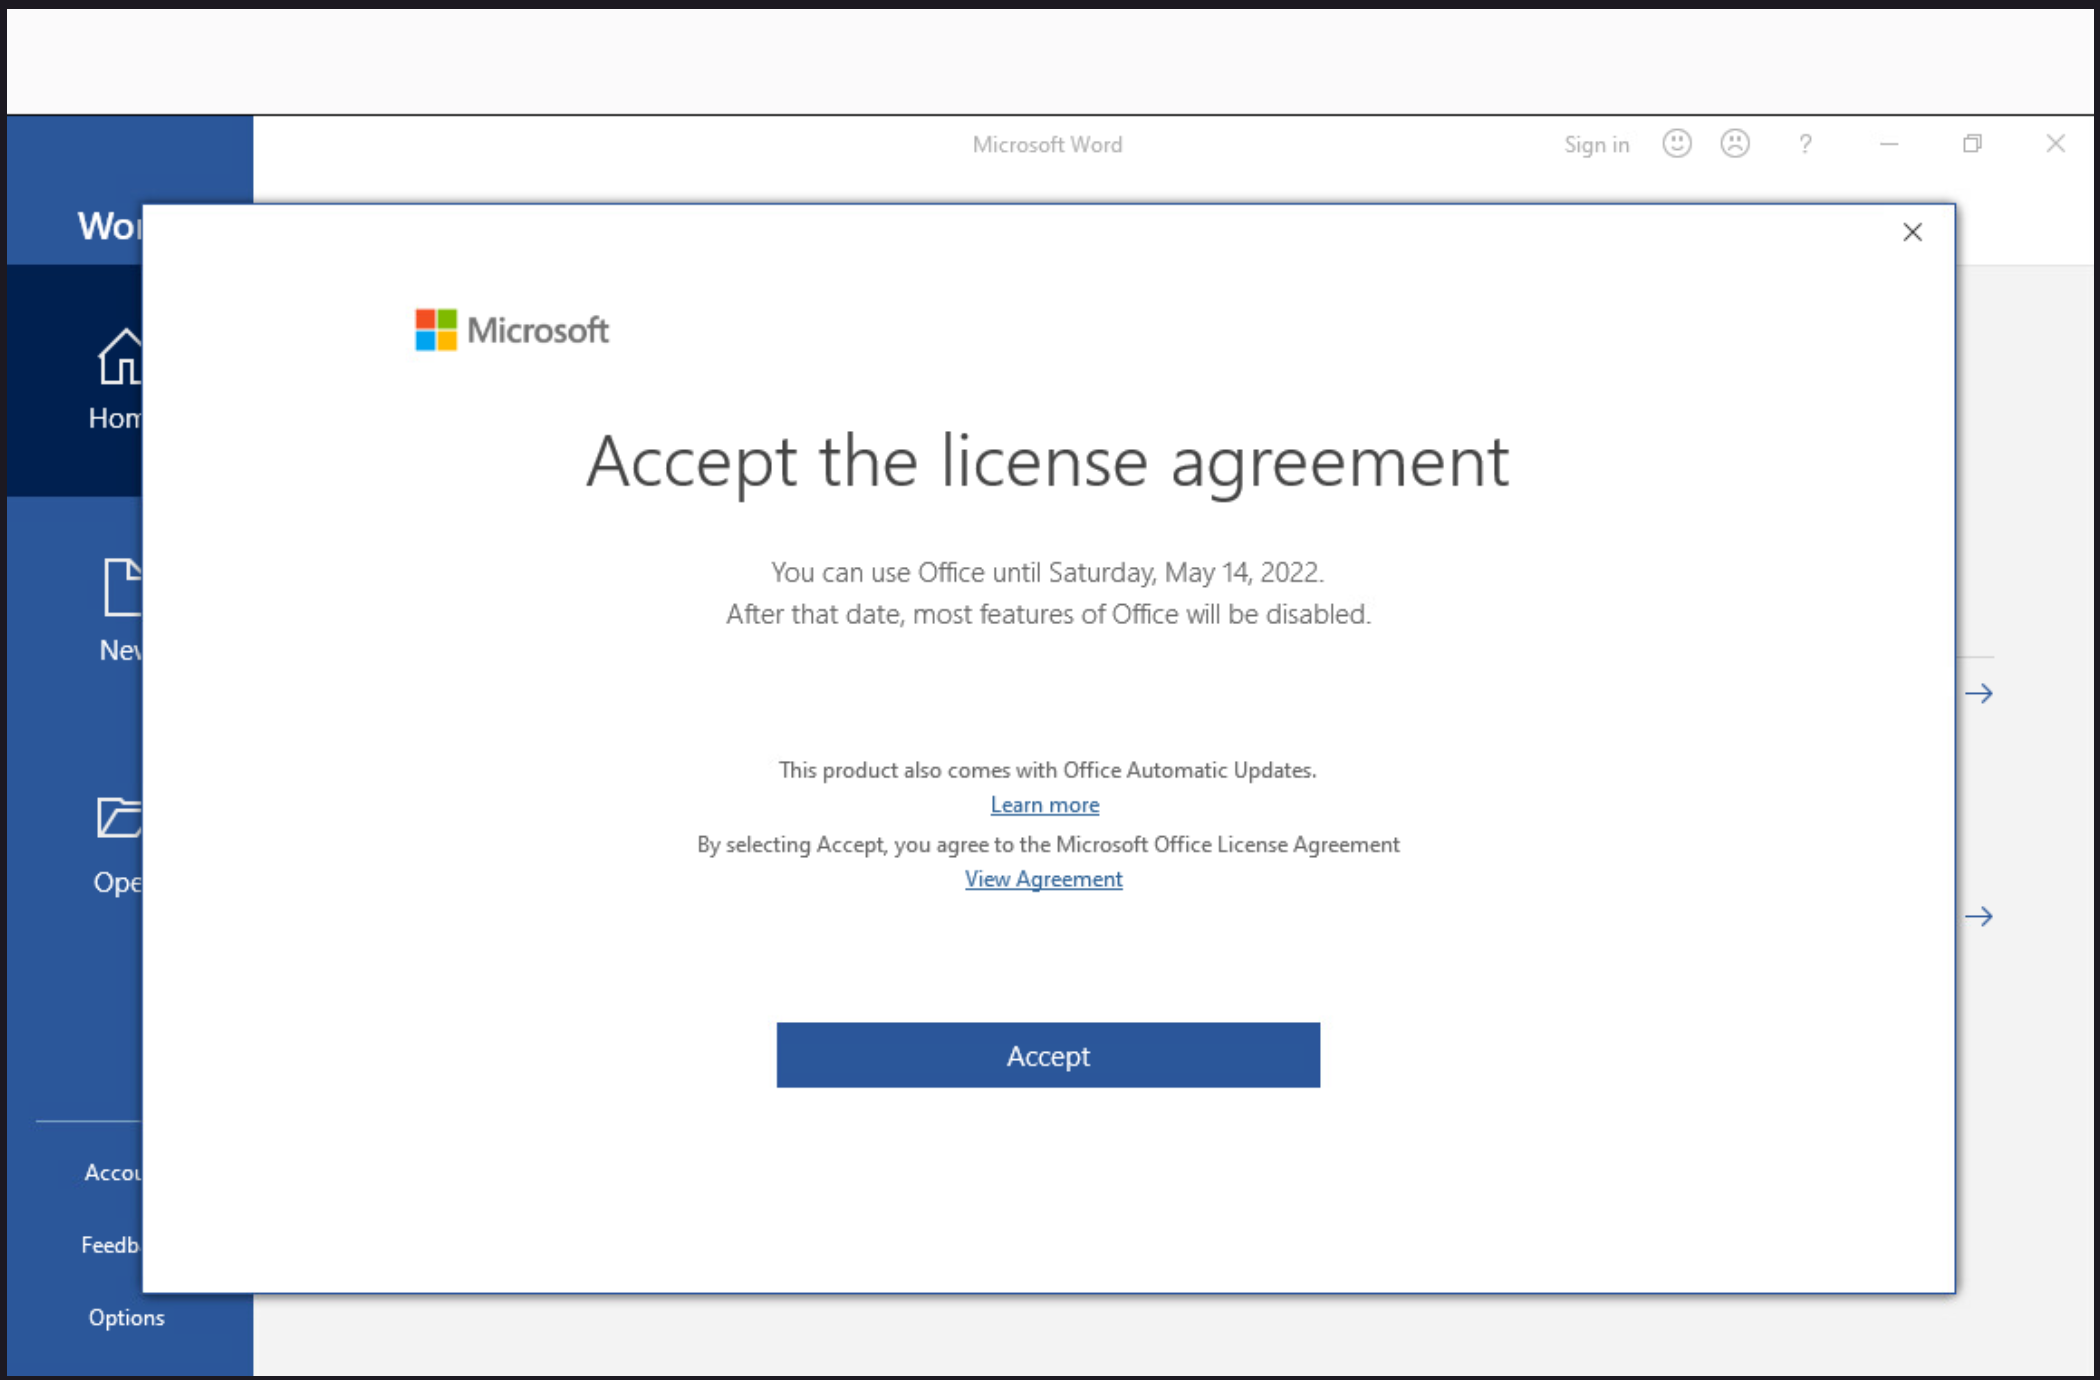 Microsoft Word
Sign in
?
Wor
Hom
New
Ope
Accou
Feedb
Options
Microsoft
Accept the license agreement
You can use Office until Saturday, May 14, 2022.
After that date, most features of Office will be disabled.
This product also comes with Office Automatic Updates.
Learn more
By selecting Accept, you agree to the Microsoft Office License Agreement
View Agreement
Accept